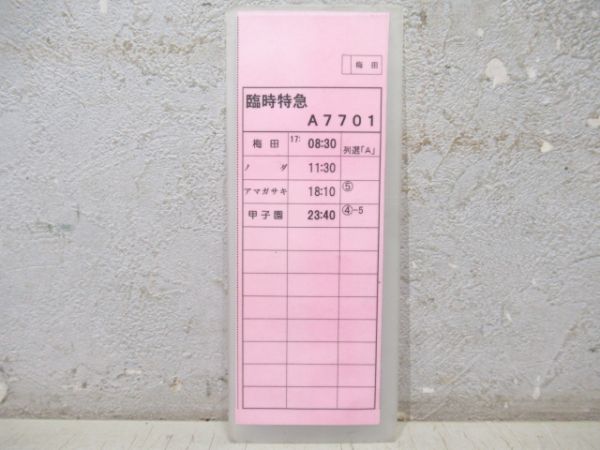 梅田
臨時特急
A7701
梅田 17: 08:30 列選「A」
ノダ 11:30
アマガサキ 18:10 ⑤
甲子園 23:40 ④-5